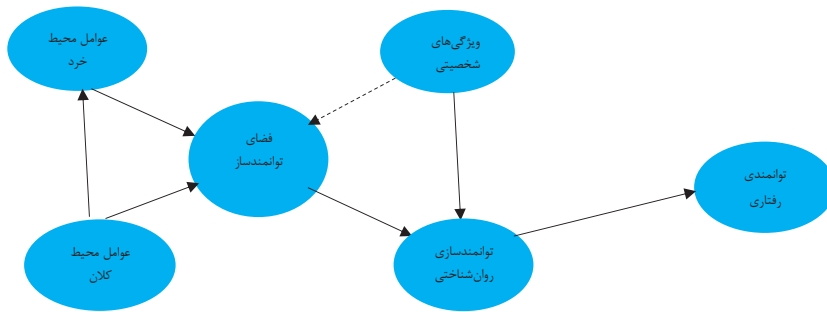 عوامل محیط
خرد
ویژگی‌های
شخصیتی
فضای
توانمندساز
توانمندی
رفتاری
عوامل محیط
کلان
توانمندسازی
روان‌شناختی